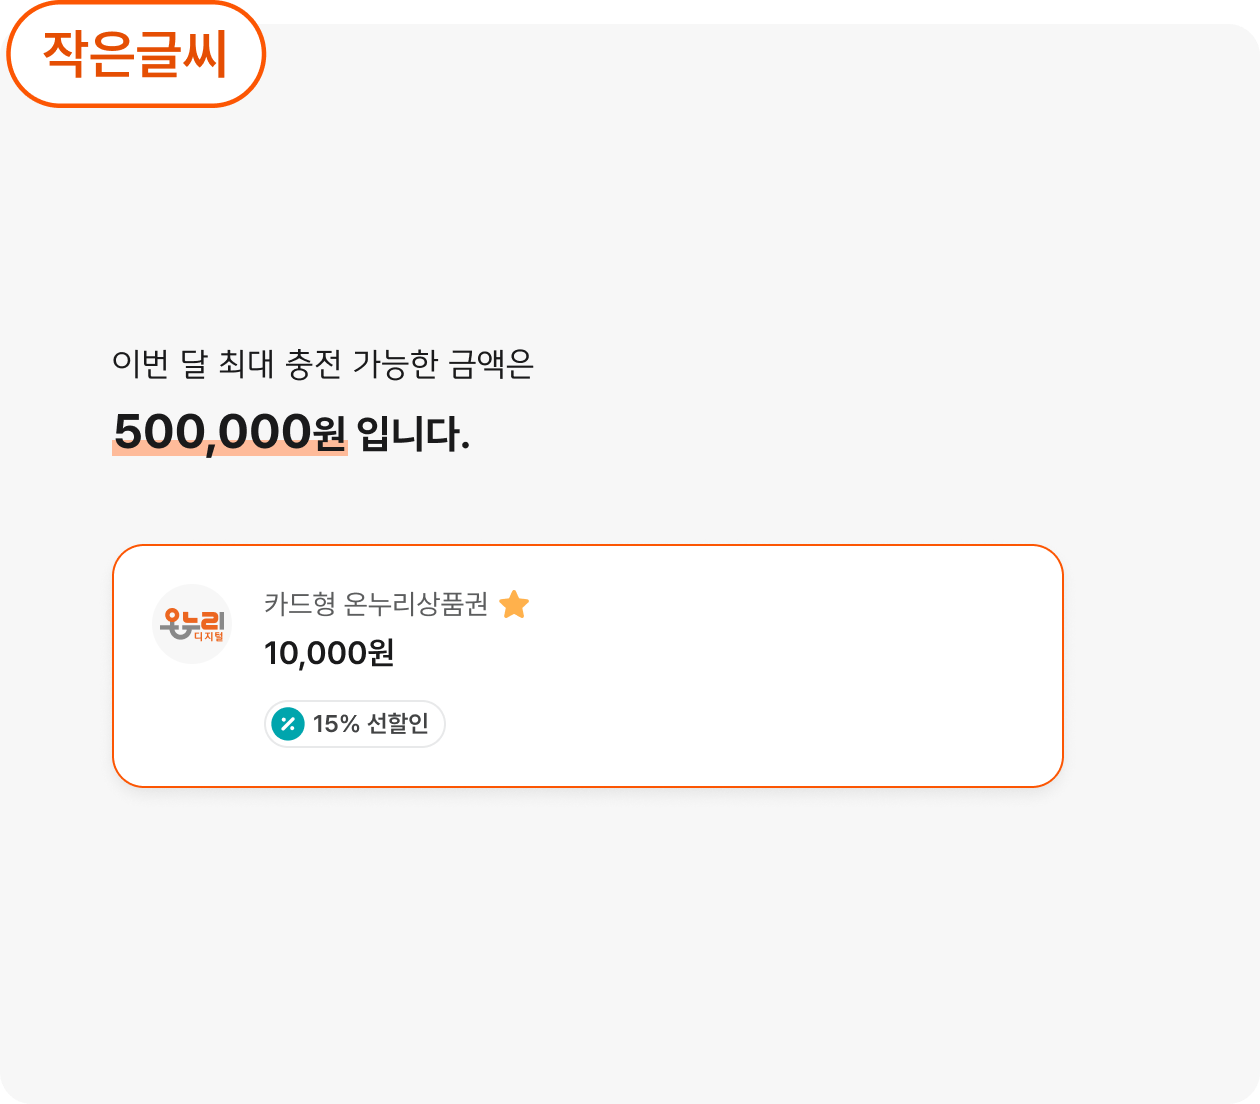 작은글씨
이번 달 최대 충전 가능한 금액은
500,000원 입니다.
온누리
디지털
카드형 온누리상품권
10,000원
15% 선할인